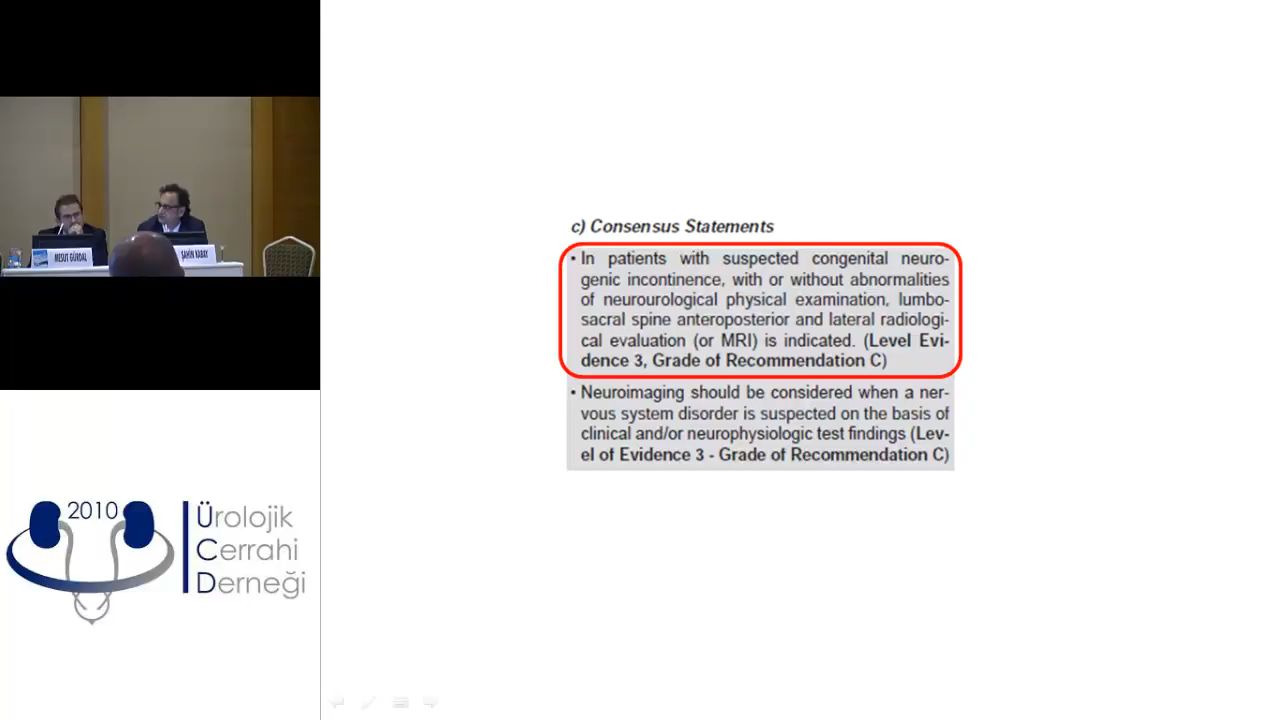 MESUT GÜRDAL
ŞAHİN KABAY
2010
Ürolojik
Cerrahi
Derneği
c) Consensus Statements
• In patients with suspected congenital neuro-
genic incontinence, with or without abnormalities
of neurourological physical examination, lumbo-
sacral spine anteroposterior and lateral radiologi-
cal evaluation (or MRI) is indicated. (Level Evi-
dence 3, Grade of Recommendation C)
• Neuroimaging should be considered when a ner-
vous system disorder is suspected on the basis of
clinical and/or neurophysiologic test findings (Lev-
el of Evidence 3 - Grade of Recommendation C)